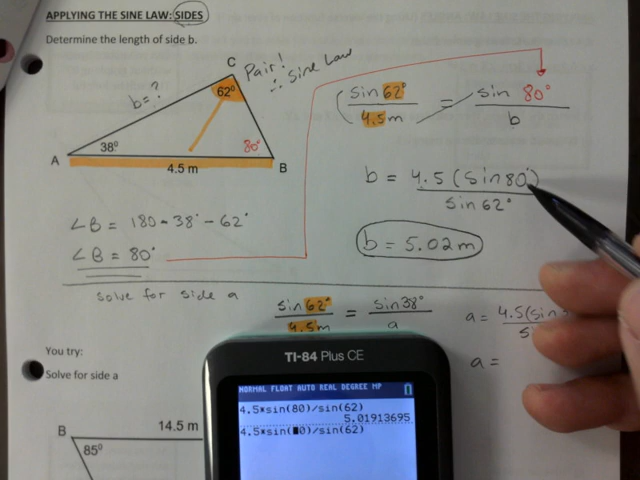 APPLYING THE SINE LAW: SIDES
Determine the length of side b.
C
Pair!
∴ Sine Law
b=?
62°
38°
80°
A
B
4.5 m
sin 62° / 4.5 m = sin 80° / b
b = 4.5 (sin 80°) / sin 62°
b = 5.02 m
∠B = 180 - 38° - 62°
∠B = 80°
solve for side a
sin 62° / 4.5 m = sin 38° / a
a = 4.5(sin
a =
You try:
Solve for side a
B
14.5 m
85°
TI-84 Plus CE
NORMAL FLOAT AUTO REAL DEGREE MP
4.5*sin(80)/sin(62)
5.01913695
4.5*sin(0)/sin(62)